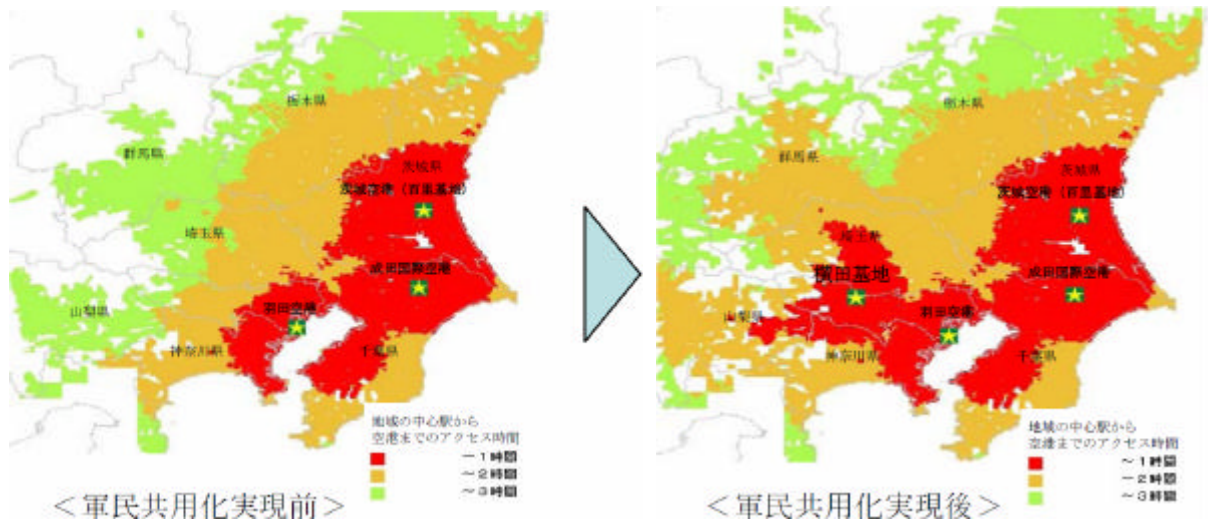 栃木県
群馬県
茨城県
茨城空港（百里基地）
埼玉県
成田国際空港
山梨県
羽田空港
神奈川県
千葉県
地域の中心駅から
空港までのアクセス時間
～１時間
～２時間
～３時間
＜軍民共用化実現前＞
栃木県
群馬県
茨城県
茨城空港（百里基地）
埼玉県
成田国際空港
横田基地
山梨県
羽田空港
神奈川県
千葉県
地域の中心駅から
空港までのアクセス時間
～１時間
～２時間
～３時間
＜軍民共用化実現後＞